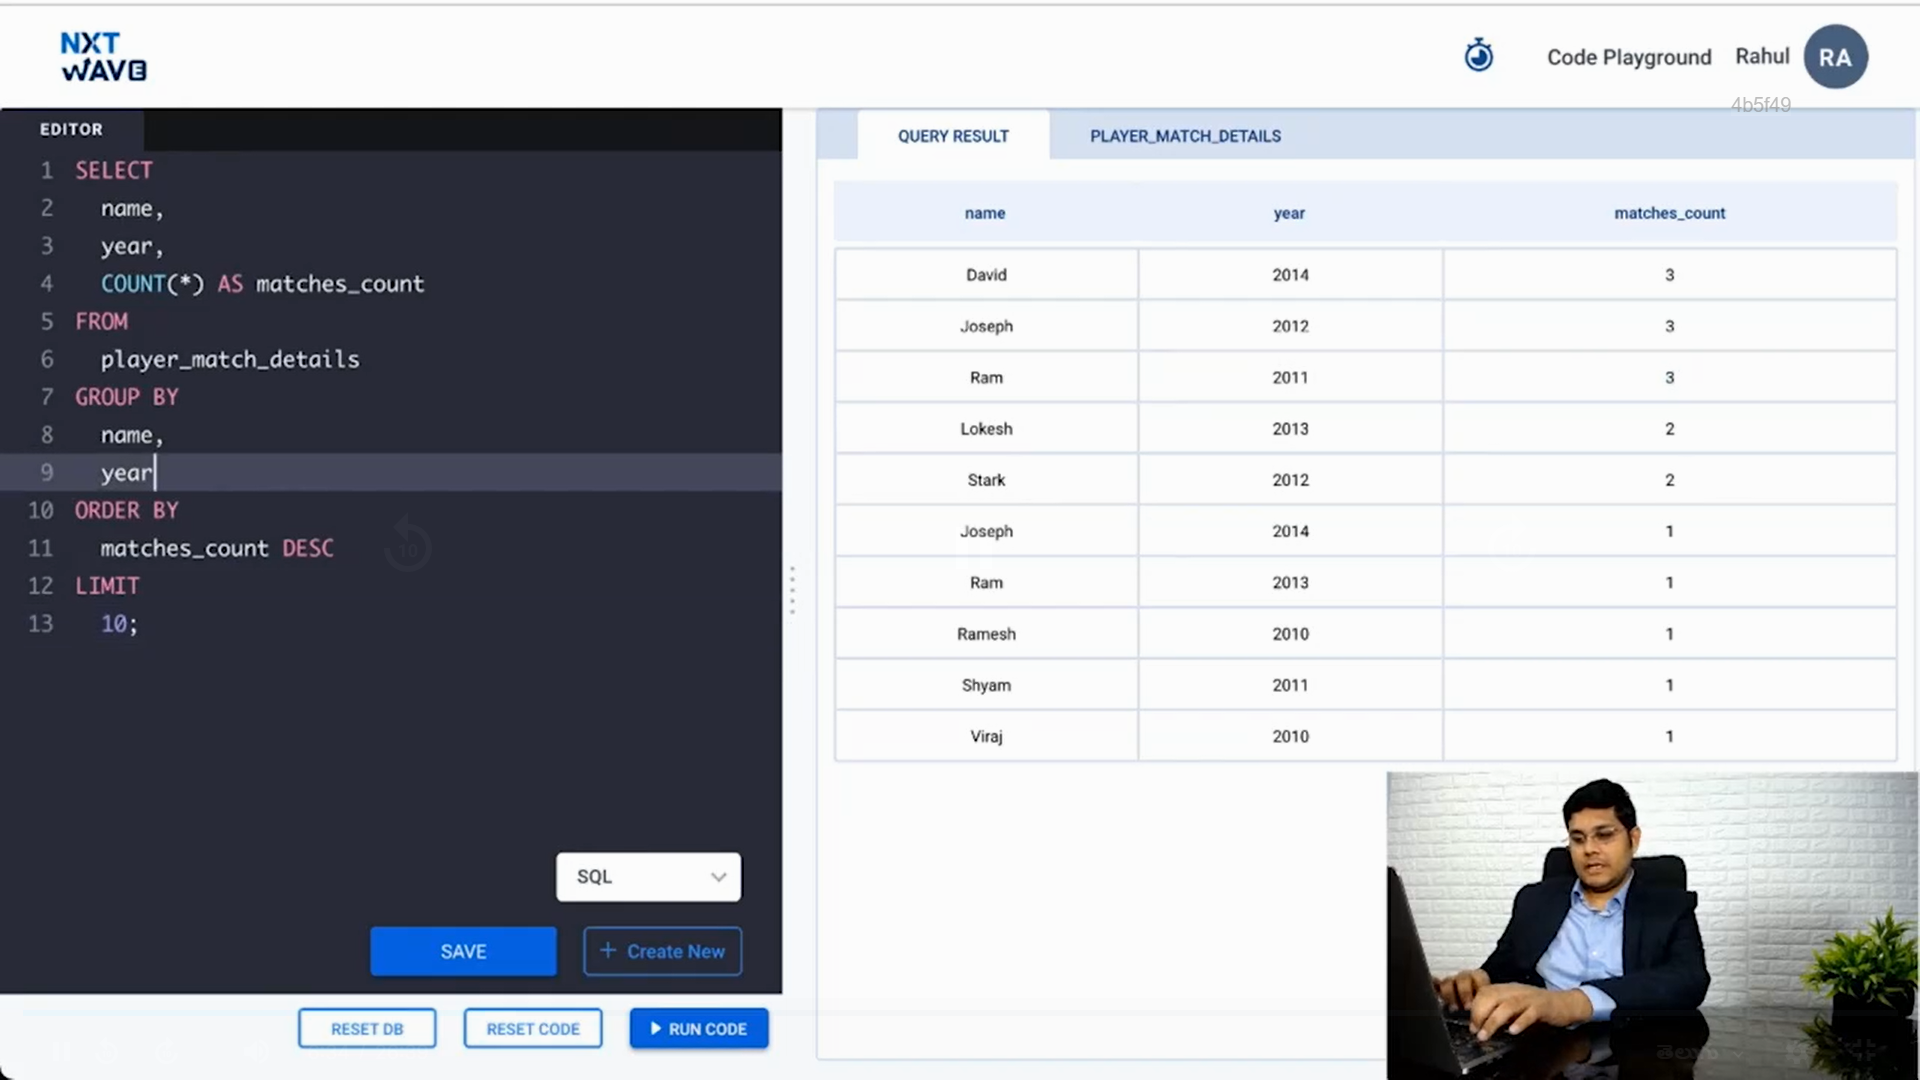 NXT
WAVE
Code Playground Rahul RA
4b5f49
EDITOR
1 SELECT
2 name,
3 year,
4 COUNT(*) AS matches_count
5 FROM
6 player_match_details
7 GROUP BY
8 name,
9 year
10 ORDER BY
11 matches_count DESC
12 LIMIT
13 10;
10
SQL
SAVE
+ Create New
RESET DB RESET CODE RUN CODE
QUERY RESULT PLAYER_MATCH_DETAILS
name year matches_count
David 2014 3
Joseph 2012 3
Ram 2011 3
Lokesh 2013 2
Stark 2012 2
Joseph 2014 1
Ram 2013 1
Ramesh 2010 1
Shyam 2011 1
Viraj 2010 1